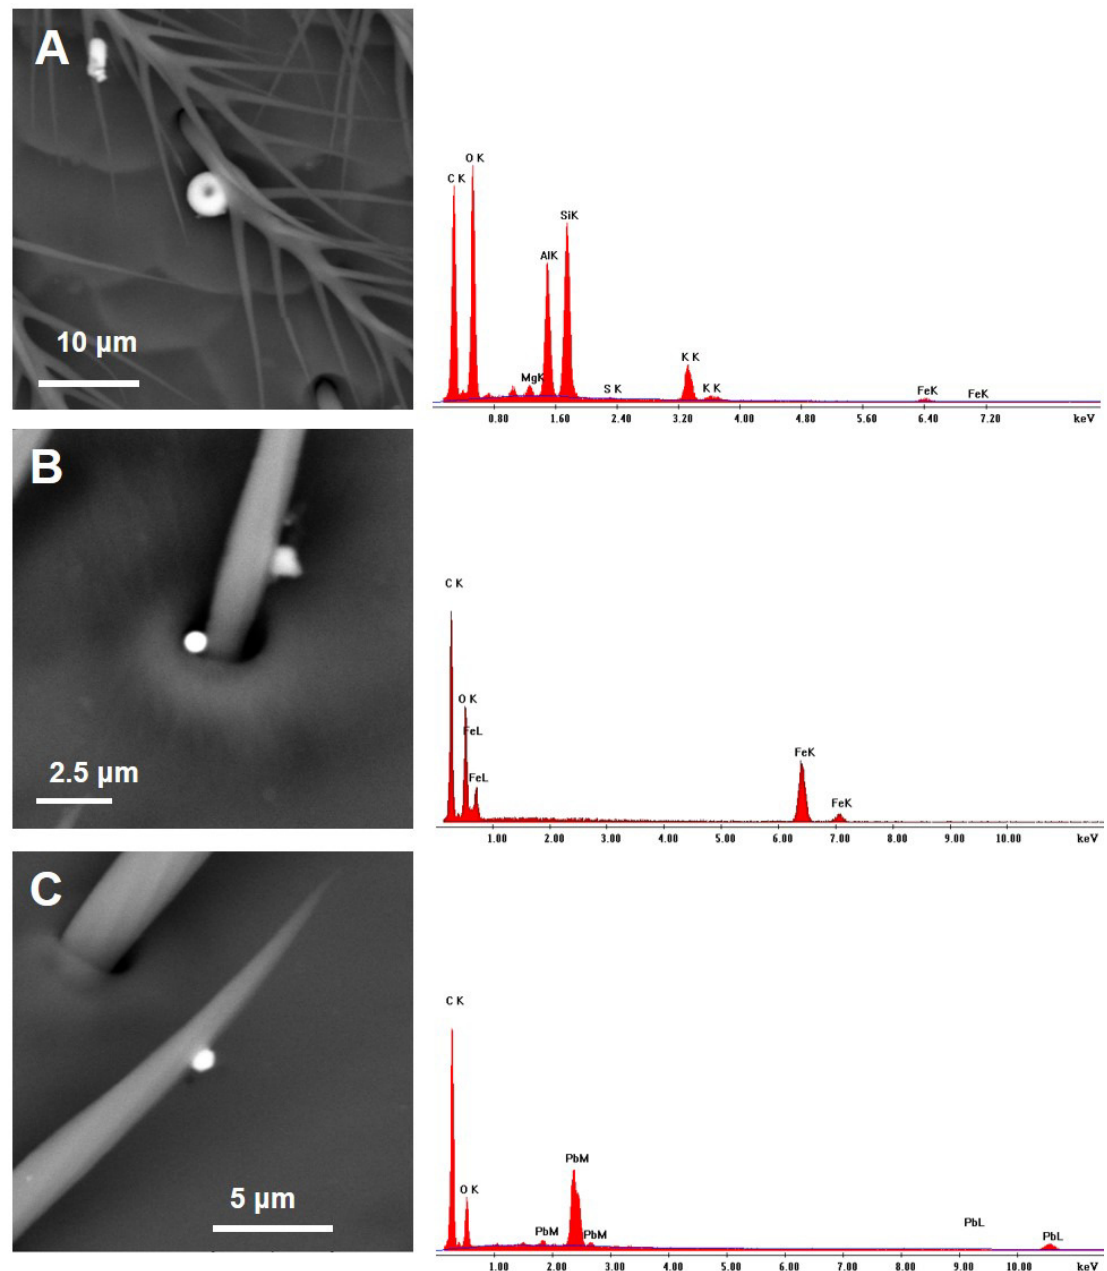 A
10 µm
C K
O K
MgK
AlK
SiK
S K
K K
K K
FeK
FeK
0.80 1.60 2.40 3.20 4.00 4.80 5.60 6.40 7.20 keV
B
2.5 µm
C K
O K
FeL
FeL
FeK
FeK
1.00 2.00 3.00 4.00 5.00 6.00 7.00 8.00 9.00 10.00 keV
C
5 µm
C K
O K
PbM
PbM
PbM
PbL
PbL
1.00 2.00 3.00 4.00 5.00 6.00 7.00 8.00 9.00 10.00 keV